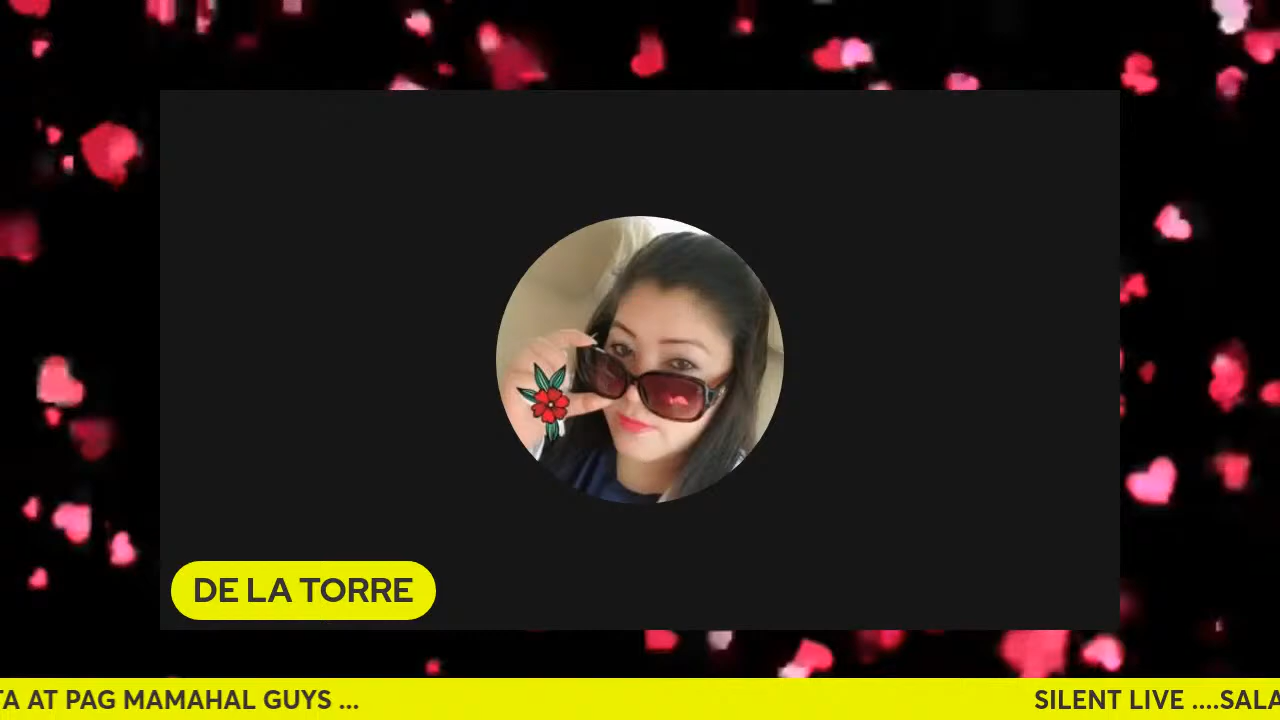 DE LA TORRE
TA AT PAG MAMAHAL GUYS ... SILENT LIVE ....SALA